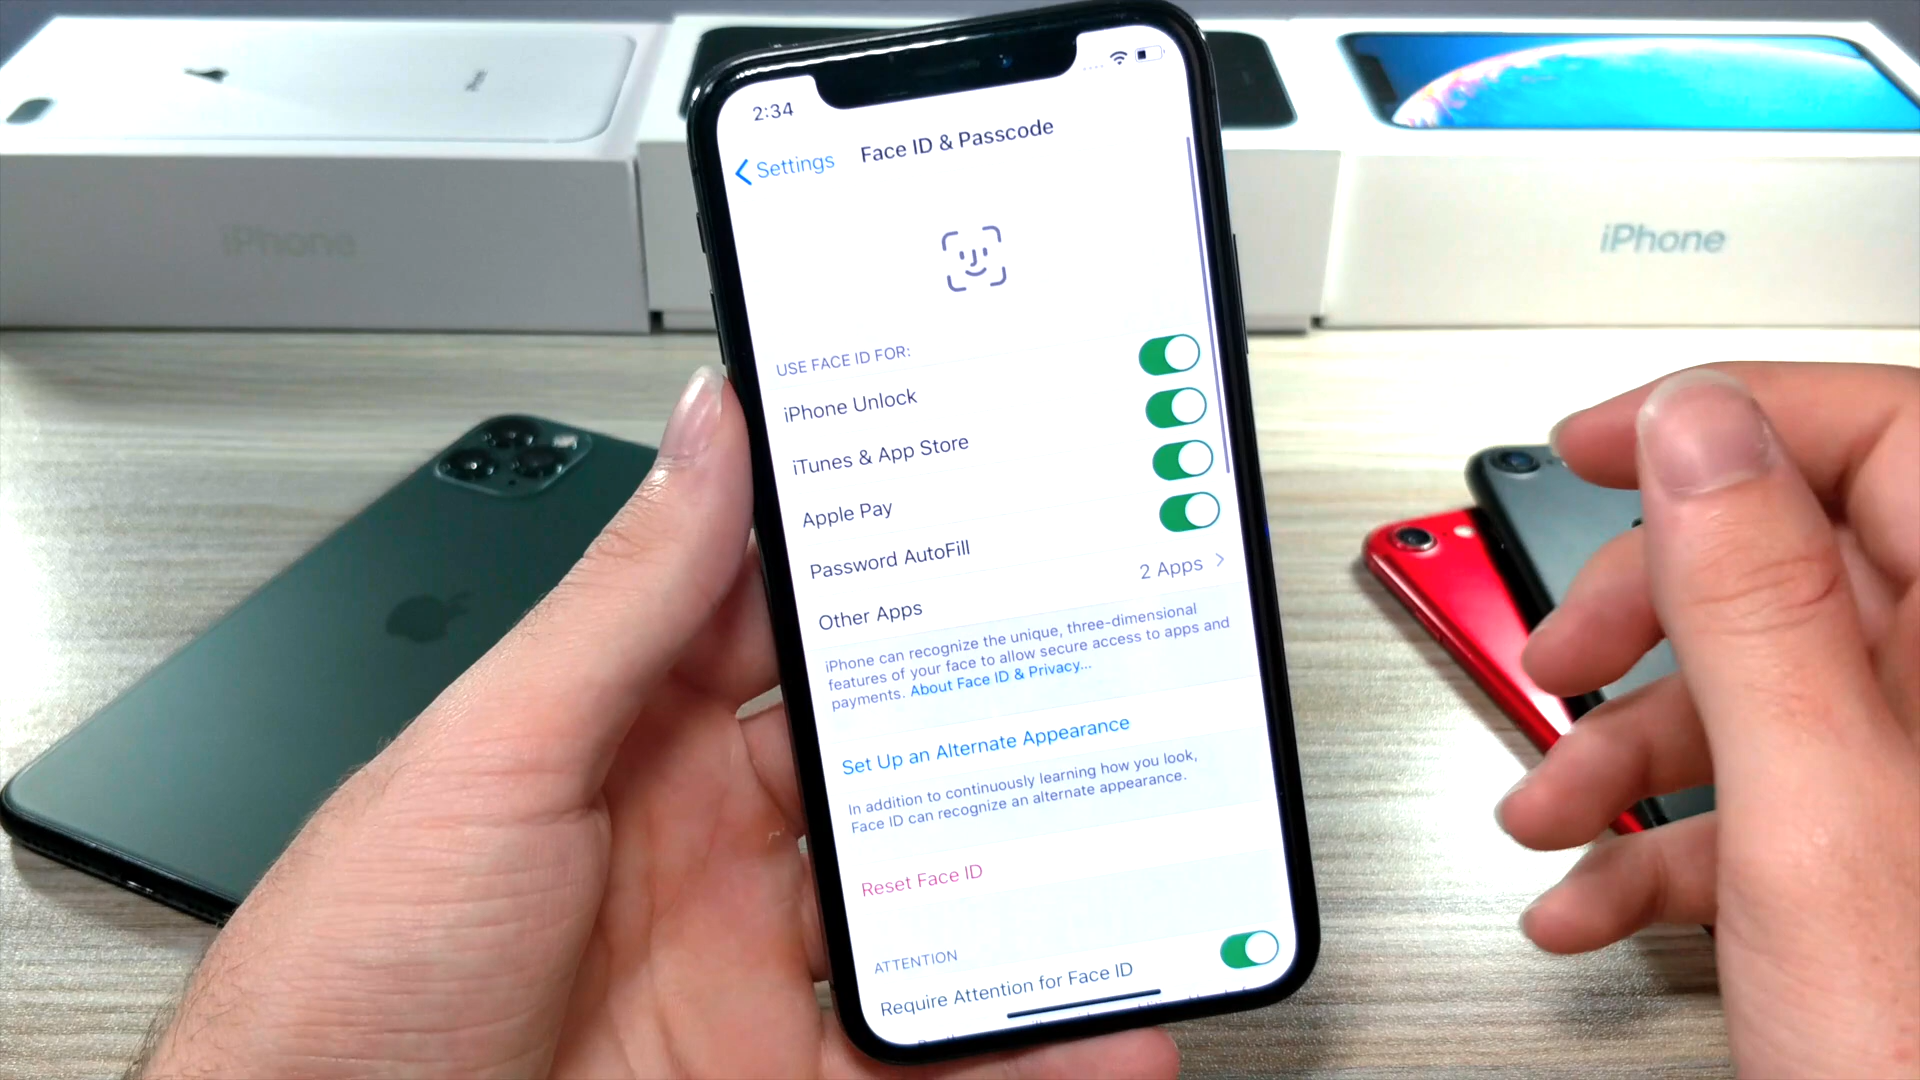 2:34
Settings
Face ID & Passcode
USE FACE ID FOR:
iPhone Unlock
iTunes & App Store
Apple Pay
Password AutoFill
Other Apps
2 Apps
iPhone can recognize the unique, three-dimensional
features of your face to allow secure access to apps and
payments. About Face ID & Privacy...
Set Up an Alternate Appearance
In addition to continuously learning how you look,
Face ID can recognize an alternate appearance.
Reset Face ID
ATTENTION
Require Attention for Face ID
iPhone
iPhone